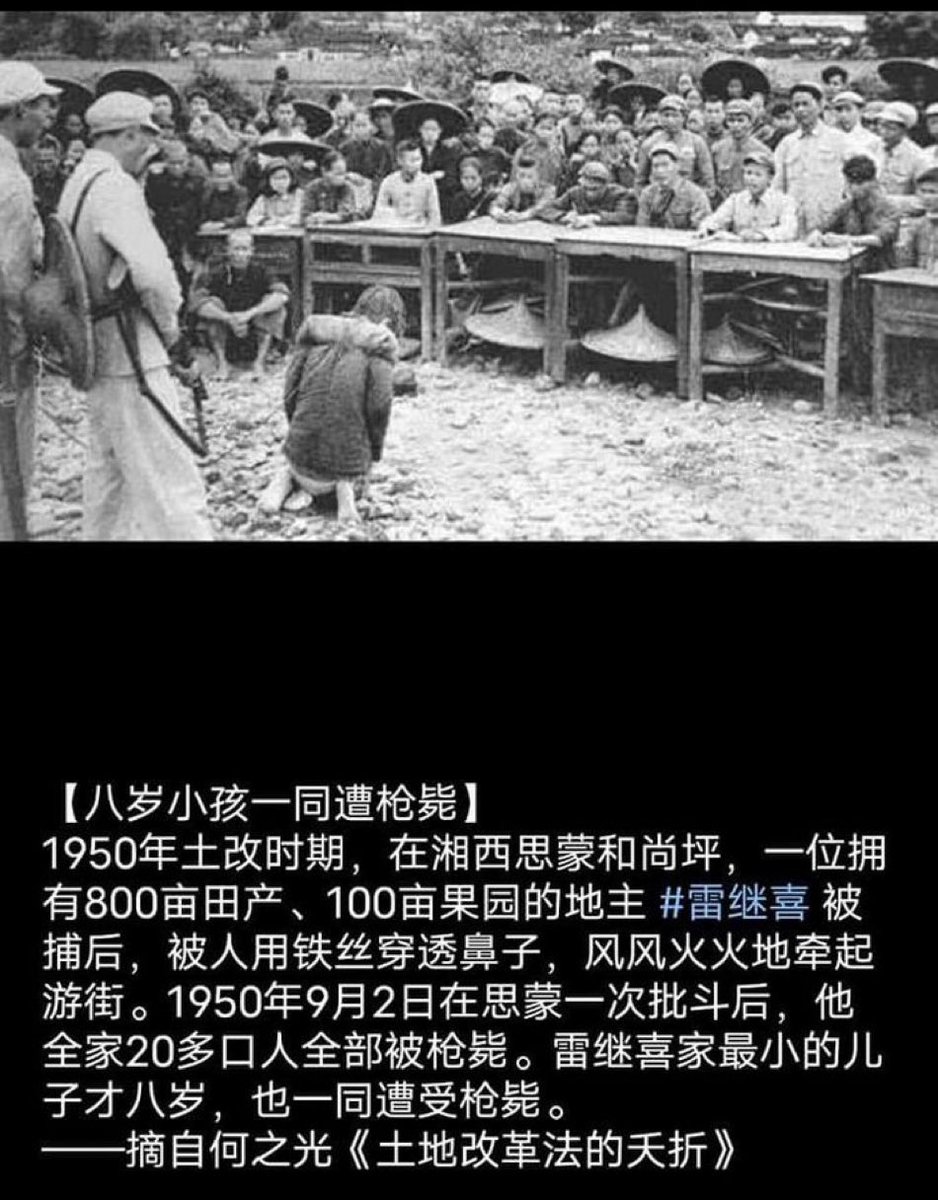 【八岁小孩一同遭枪毙】
1950年土改时期，在湘西思蒙和尚坪，一位拥
有800亩田产、100亩果园的地主 #雷继喜 被
捕后，被人用铁丝穿透鼻子，风风火火地牵起
游街。1950年9月2日在思蒙一次批斗后，他
全家20多口人全部被枪毙。雷继喜家最小的儿
子才八岁，也一同遭受枪毙。
——摘自何之光《土地改革法的夭折》